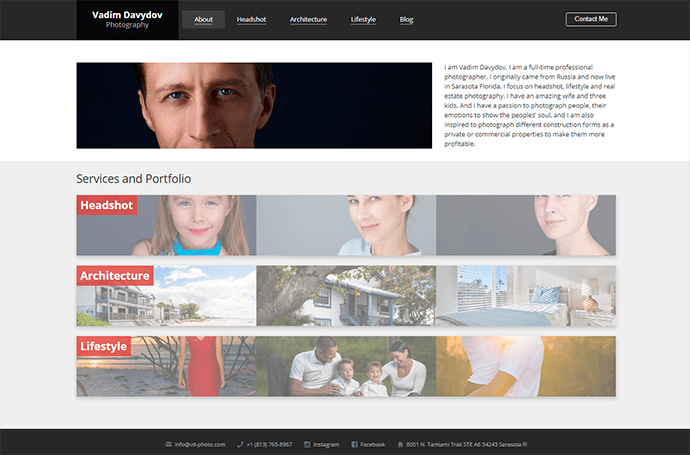 Vadim Davydov
Photography
About
Headshot
Architecture
Lifestyle
Blog
Contact Me
I am Vadim Davydov, I am a full-time professional
photographer. I originally came from Russia and now live
in Sarasota Florida. I focus on headshot, lifestyle and real
estate photography. I have an amazing wife and three
kids. And I have a passion to photograph people, their
emotions to show the peoples' soul, and I am also
inspired to photograph different construction forms as a
private or commercial properties to make them more
profitable.
Services and Portfolio
Headshot
Architecture
Lifestyle
info@vd-photo.com
+1 (813) 765-8967
Instagram
Facebook
8051 N. Tamiami Trail STE A6 34243 Sarasota Fl